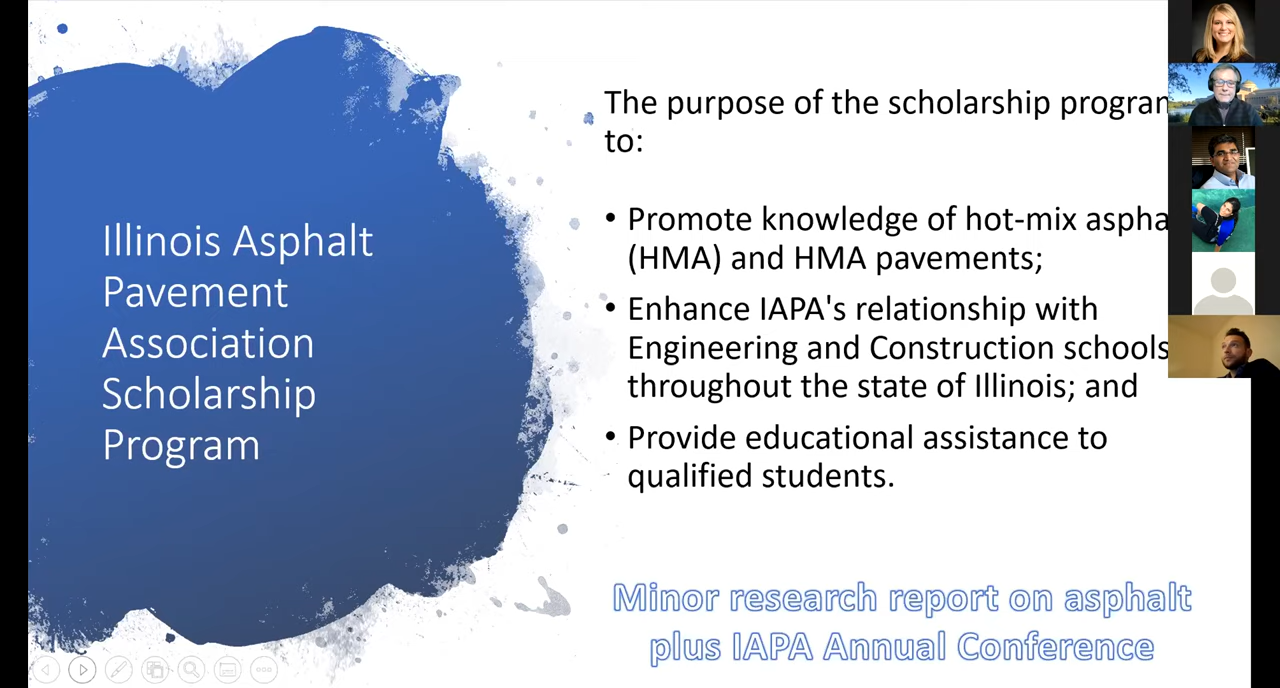 Illinois Asphalt
Pavement
Association
Scholarship
Program
The purpose of the scholarship
to:
• Promote knowledge of hot-mix
(HMA) and HMA pavements;
• Enhance IAPA's relationship with
Engineering and Construction schools
throughout the state of Illinois; and
• Provide educational assistance to
qualified students.
Minor research report on asphalt
plus IAPA Annual Conference